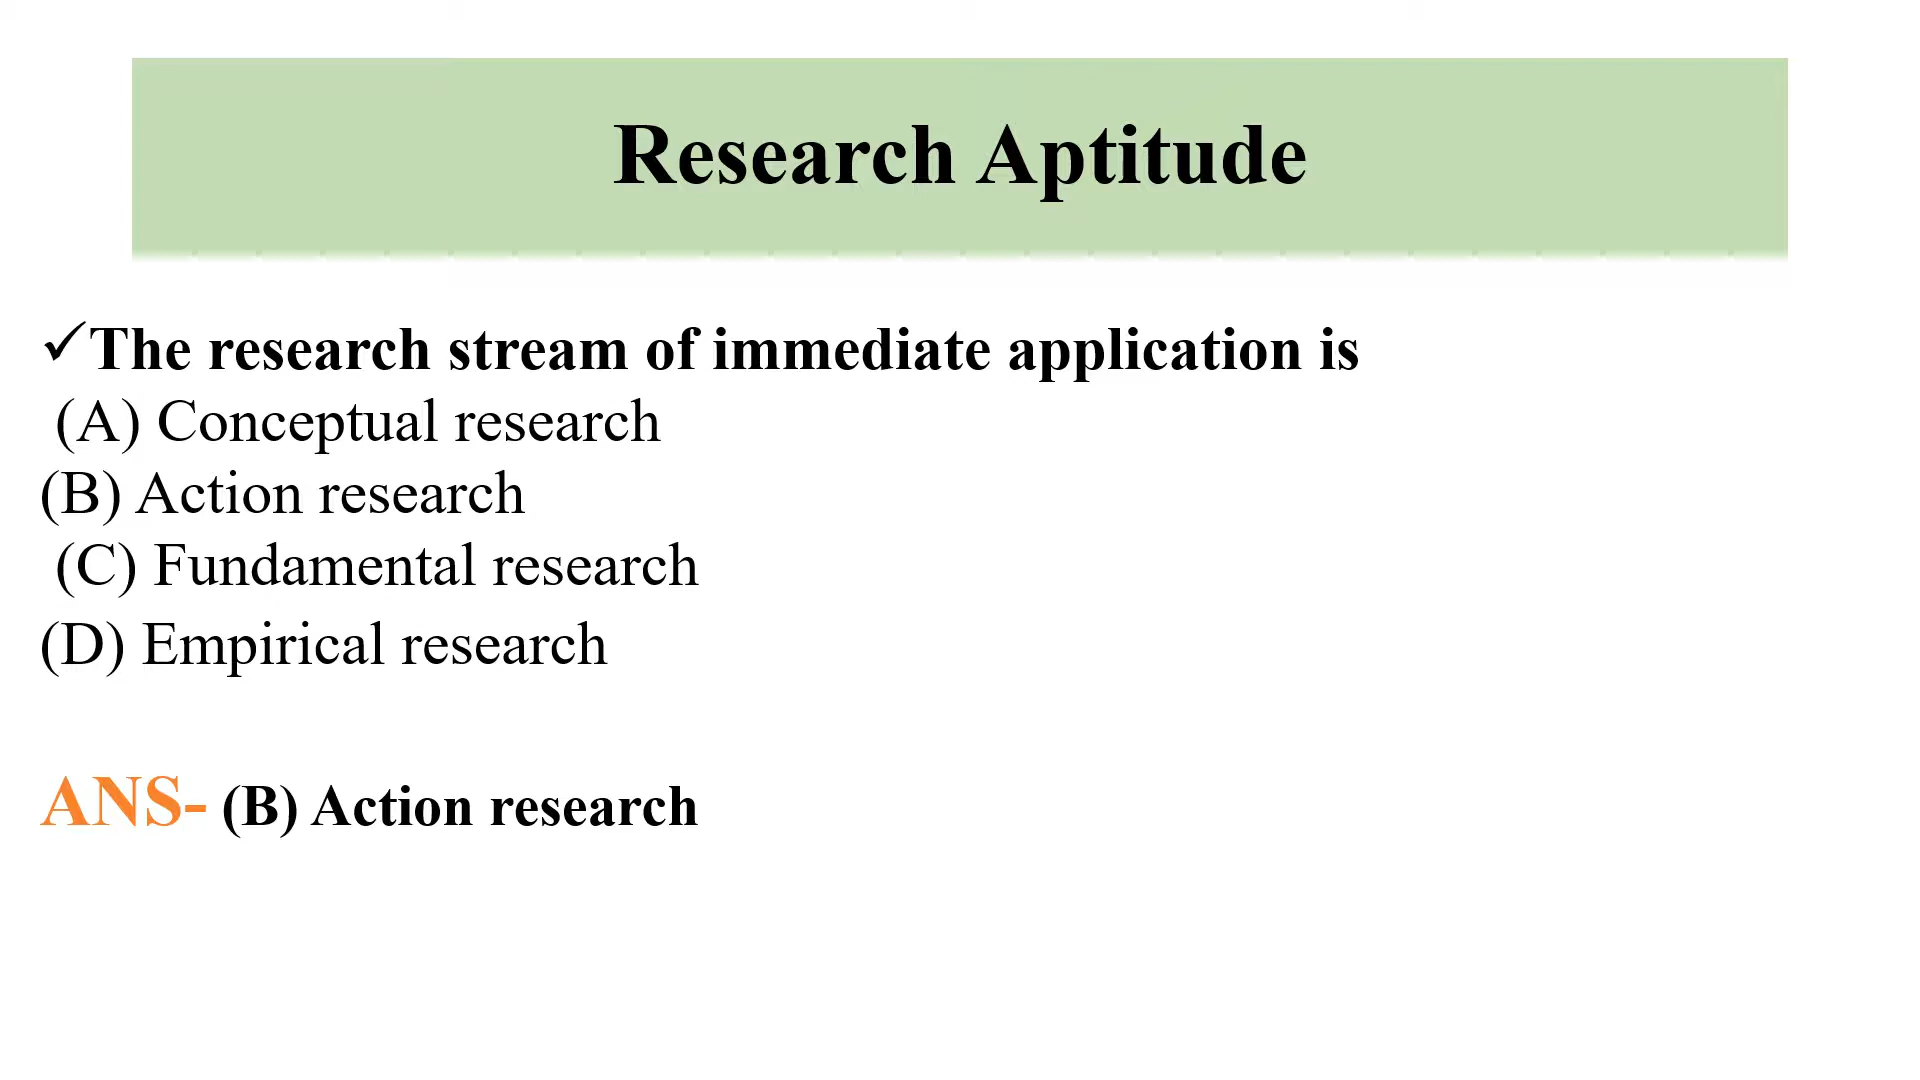 Research Aptitude
✓The research stream of immediate application is
(A) Conceptual research
(B) Action research
(C) Fundamental research
(D) Empirical research
ANS- (B) Action research